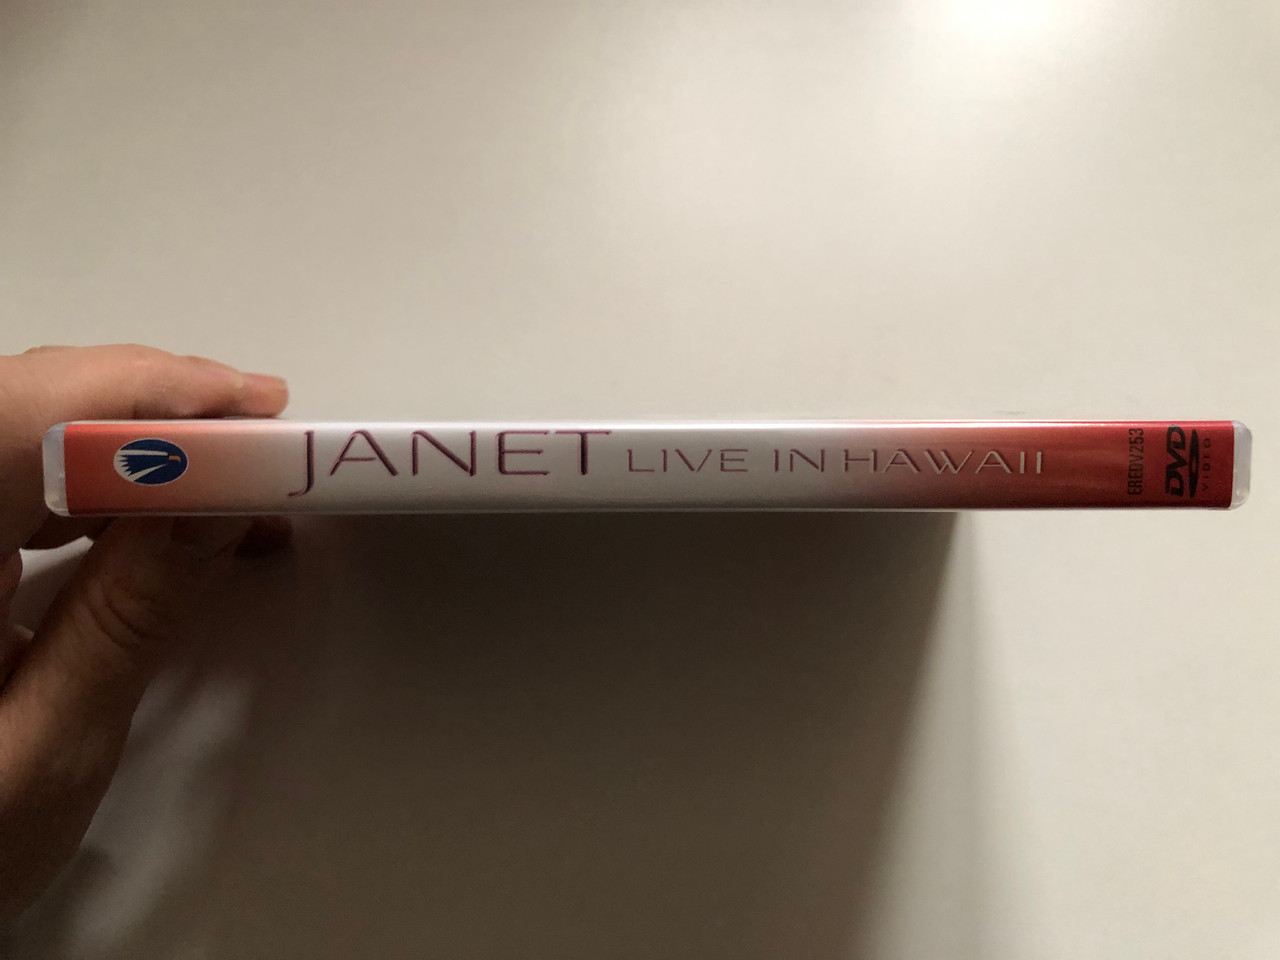 JANET LIVE IN HAWAII
EREDV253
DVD
VIDEO